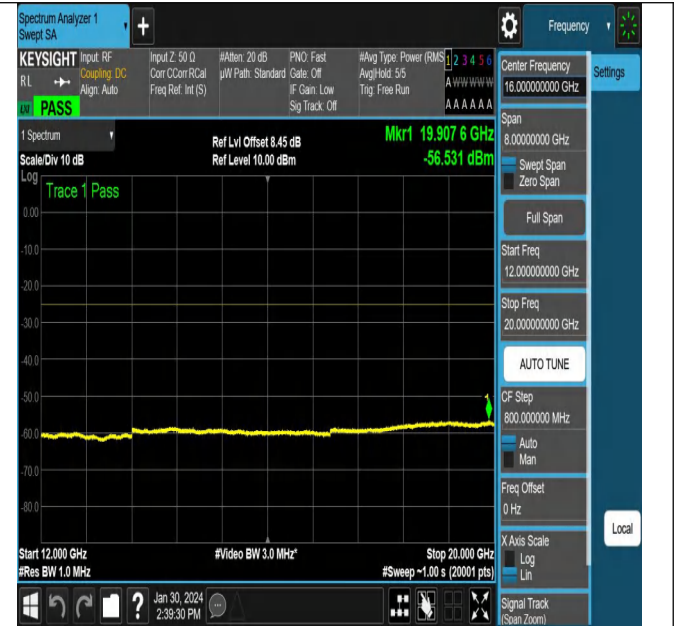 Spectrum Analyzer 1
Swept SA
+
Frequency
KEYSIGHT
RL
PASS
Input: RF
Coupling: DC
Align: Auto
Input Z: 50 Ω
Corr CCorr RCal
Freq Ref: Int (S)
#Atten: 20 dB
µW Path: Standard
PNO: Fast
Gate: Off
IF Gain: Low
Sig Track: Off
#Avg Type: Power (RMS
Avg|Hold: 5/5
Trig: Free Run
1 2 3 4 5 6
A W W W W W
A A A A A A
Center Frequency
16.000000000 GHz
Settings
Span
8.00000000 GHz
Swept Span
Zero Span
Full Span
Start Freq
12.000000000 GHz
Stop Freq
20.000000000 GHz
AUTO TUNE
CF Step
800.000000 MHz
Auto
Man
Freq Offset
0 Hz
X Axis Scale
Log
Lin
Signal Track
(Span Zoom)
Local
1 Spectrum
Scale/Div 10 dB
Log
Ref Lvl Offset 8.45 dB
Ref Level 10.00 dBm
Mkr1 19.907 6 GHz
-56.531 dBm
Trace 1 Pass
0.00
-10.0
-20.0
-30.0
-40.0
-50.0
-60.0
-70.0
-80.0
1
Start 12.000 GHz
#Res BW 1.0 MHz
#Video BW 3.0 MHz*
Stop 20.000 GHz
#Sweep ~1.00 s (20001 pts)
?
Jan 30, 2024
2:39:30 PM